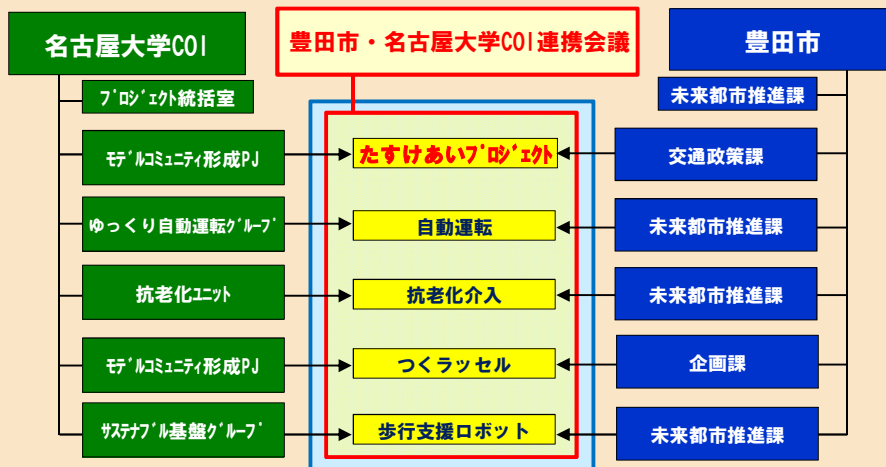 名古屋大学COI
豊田市・名古屋大学COI連携会議
豊田市
ﾌﾟﾛｼﾞｪｸﾄ統括室
未来都市推進課
ﾓﾃﾞﾙｺﾐｭﾆﾃｨ形成PJ
たすけあいﾌﾟﾛｼﾞｪｸﾄ
交通政策課
ゆっくり自動運転ｸﾞﾙｰﾌﾟ
自動運転
未来都市推進課
抗老化ﾕﾆｯﾄ
抗老化介入
未来都市推進課
ﾓﾃﾞﾙｺﾐｭﾆﾃｨ形成PJ
つくラッセル
企画課
ｻｽﾃﾅﾌﾞﾙ基盤ｸﾞﾙｰﾌﾟ
歩行支援ロボット
未来都市推進課